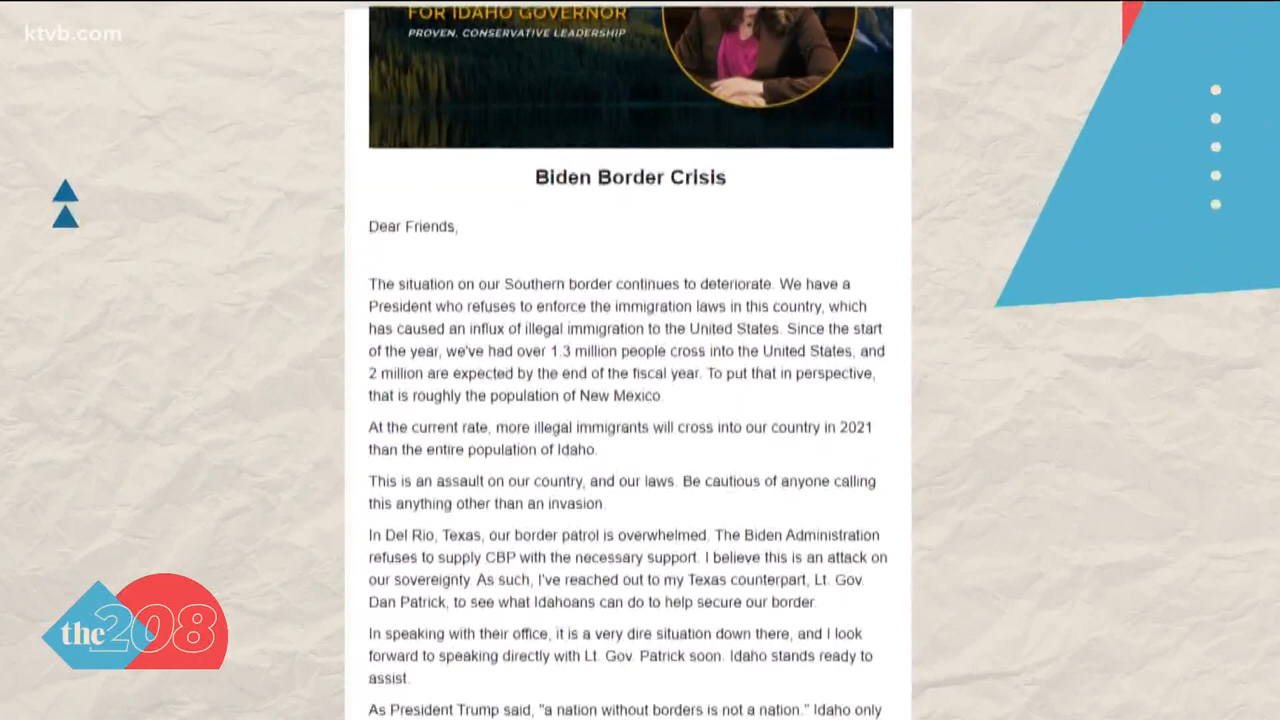 ktvb.com
FOR IDAHO GOVERNOR
PROVEN, CONSERVATIVE LEADERSHIP
Biden Border Crisis
Dear Friends,
The situation on our Southern border continues to deteriorate. We have a
President who refuses to enforce the immigration laws in this country, which
has caused an influx of illegal immigration to the United States. Since the start
of the year, we've had over 1.3 million people cross into the United States, and
2 million are expected by the end of the fiscal year. To put that in perspective,
that is roughly the population of New Mexico.
At the current rate, more illegal immigrants will cross into our country in 2021
than the entire population of Idaho.
This is an assault on our country, and our laws. Be cautious of anyone calling
this anything other than an invasion.
In Del Rio, Texas, our border patrol is overwhelmed. The Biden Administration
refuses to supply CBP with the necessary support. I believe this is an attack on
our sovereignty. As such, I've reached out to my Texas counterpart, Lt. Gov.
Dan Patrick, to see what Idahoans can do to help secure our border.
In speaking with their office, it is a very dire situation down there, and I look
forward to speaking directly with Lt. Gov. Patrick soon. Idaho stands ready to
assist.
As President Trump said, "a nation without borders is not a nation." Idaho only
the208